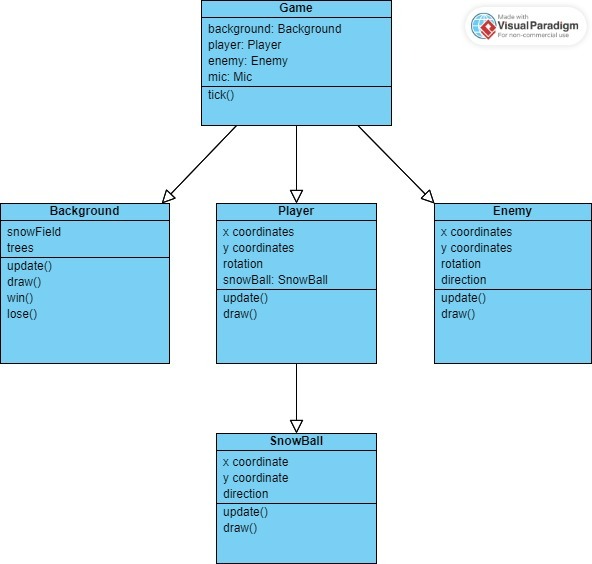 Game
background: Background
player: Player
enemy: Enemy
mic: Mic
tick()
Made with
VisualParadigm
For non-commercial use
Background
snowField
trees
update()
draw()
win()
lose()
Player
x coordinates
y coordinates
rotation
snowBall: SnowBall
update()
draw()
Enemy
x coordinates
y coordinates
rotation
direction
update()
draw()
SnowBall
x coordinate
y coordinate
direction
update()
draw()